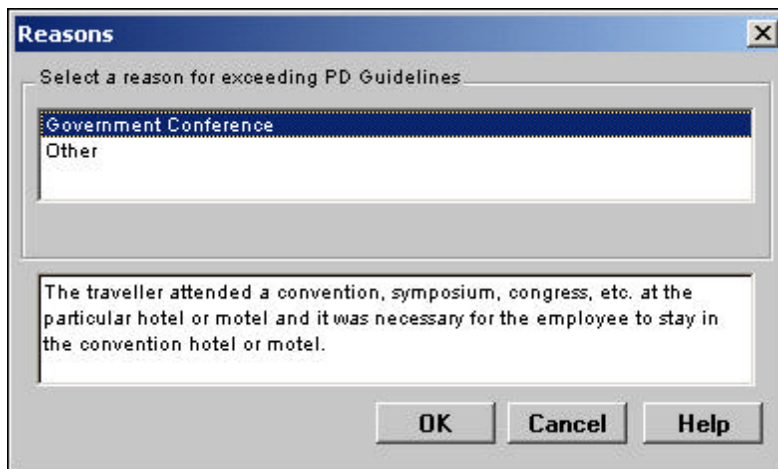 Reasons
Select a reason for exceeding PD Guidelines
Government Conference
Other
The traveller attended a convention, symposium, congress, etc. at the
particular hotel or motel and it was necessary for the employee to stay in
the convention hotel or motel.
OK Cancel Help